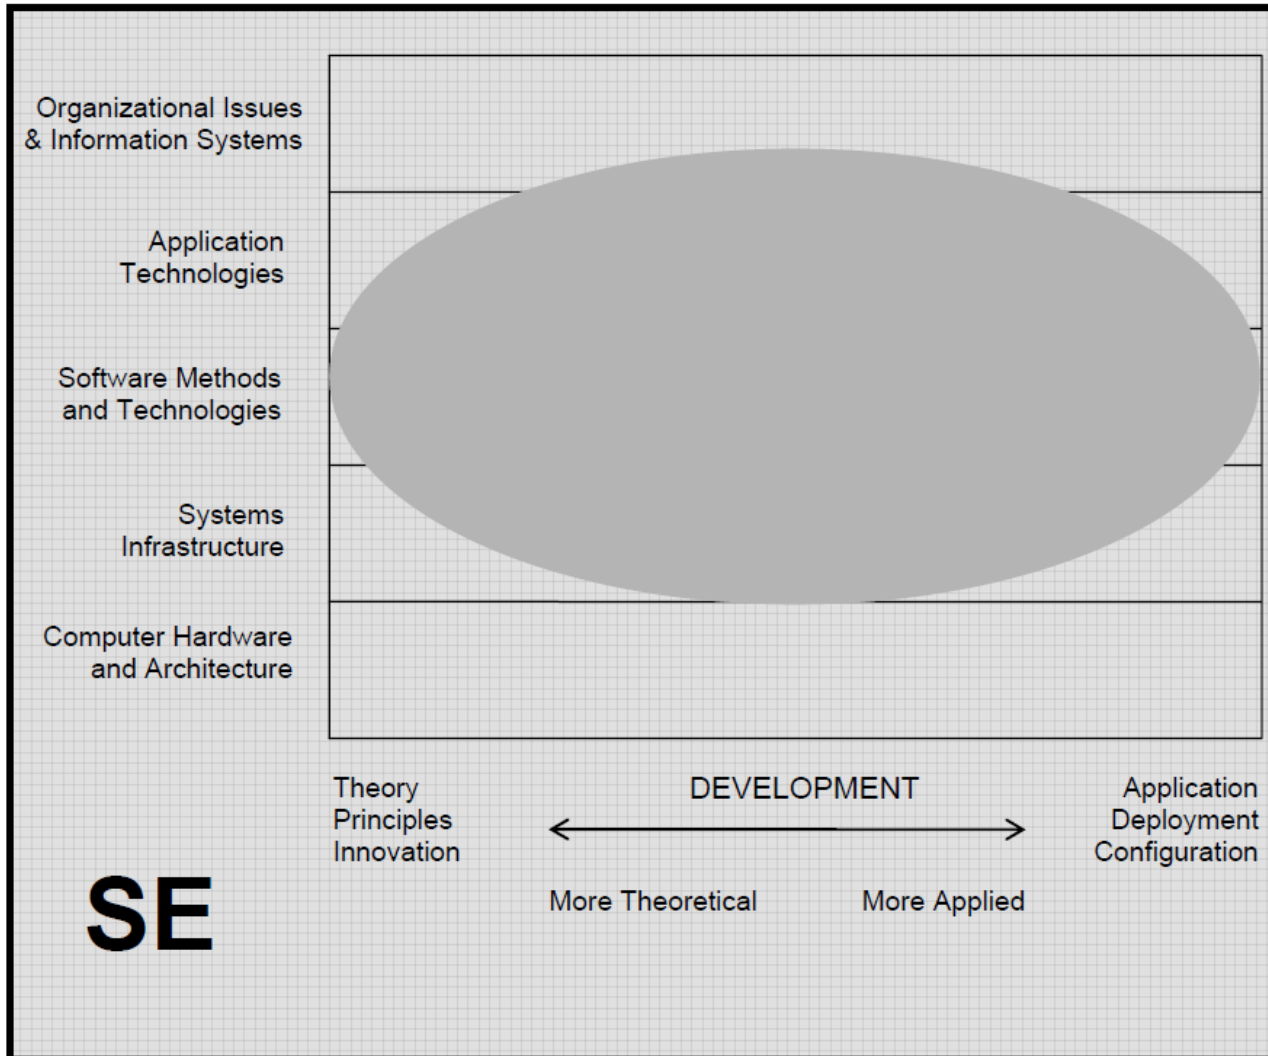 Organizational Issues
& Information Systems
Application
Technologies
Software Methods
and Technologies
Systems
Infrastructure
Computer Hardware
and Architecture
Theory
Principles
Innovation
DEVELOPMENT
Application
Deployment
Configuration
More Theoretical
More Applied
SE